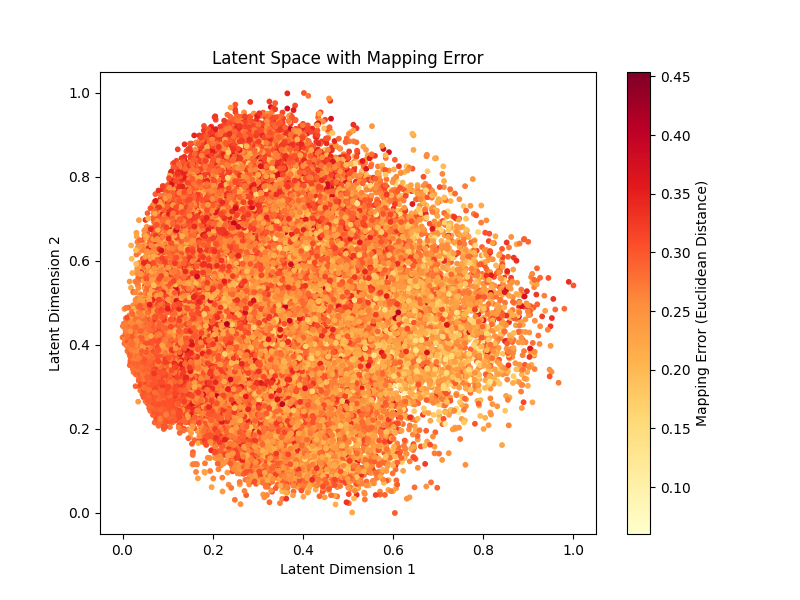 Latent Space with Mapping Error
1.0
0.8
0.6
0.4
0.2
0.0
Latent Dimension 2
0.0 0.2 0.4 0.6 0.8 1.0
Latent Dimension 1
0.45
0.40
0.35
0.30
0.25
0.20
0.15
0.10
Mapping Error (Euclidean Distance)